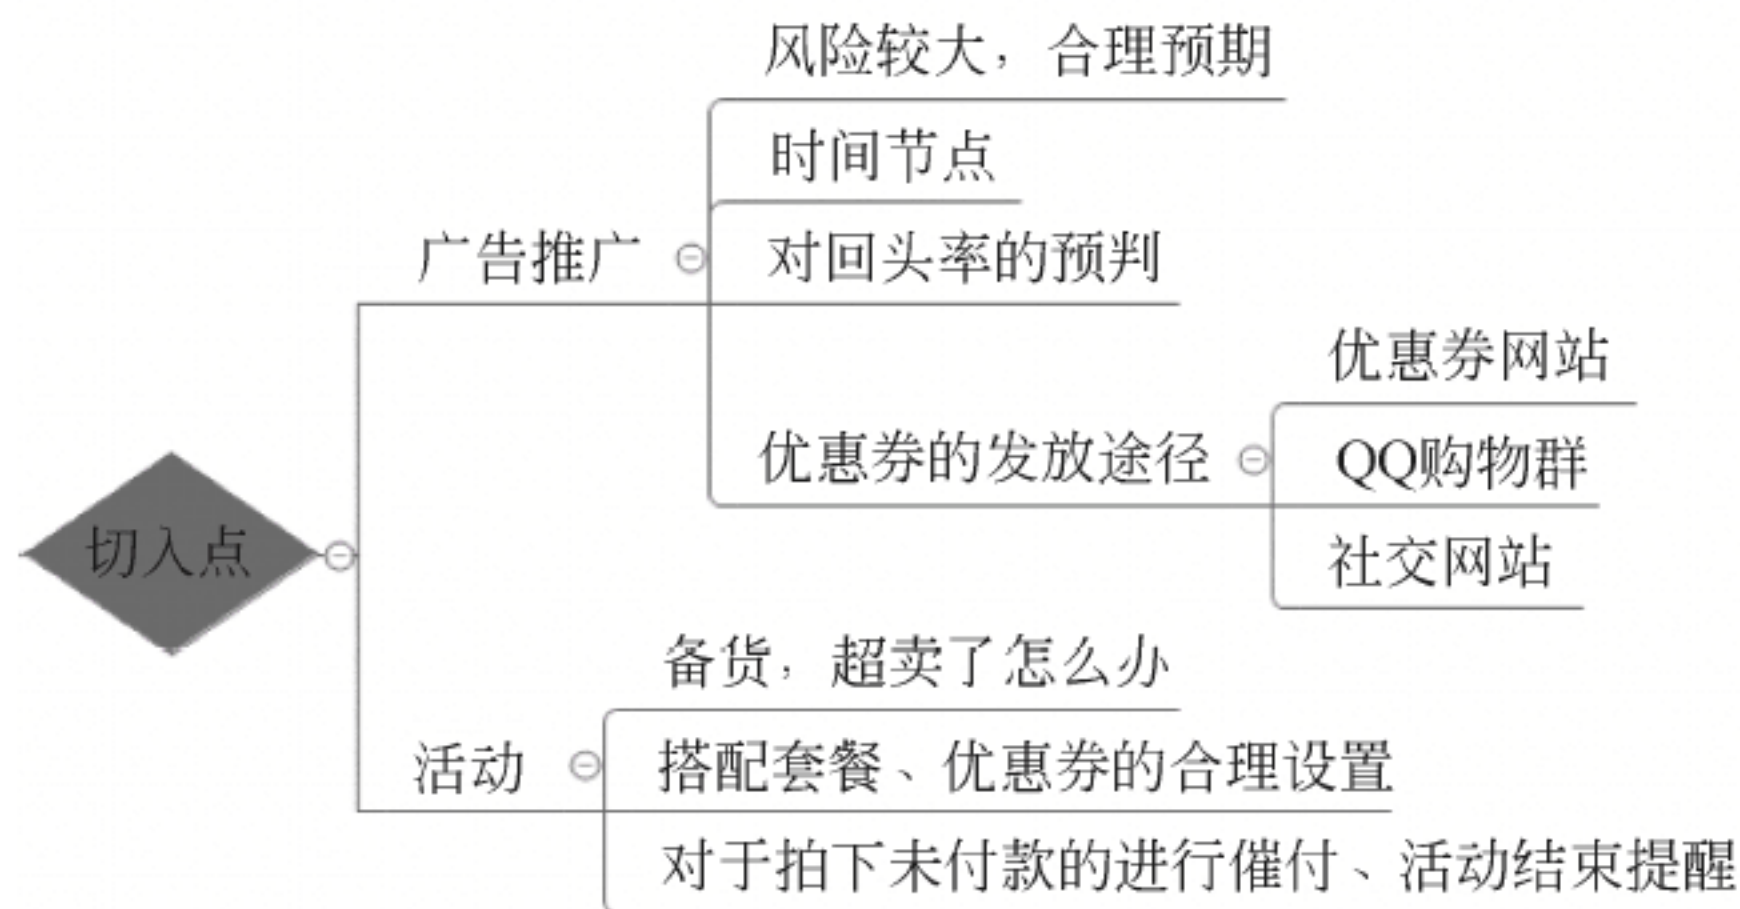 切入点
广告推广
风险较大，合理预期
时间节点
对回头率的预判
优惠券的发放途径
优惠券网站
QQ购物群
社交网站
活动
备货，超卖了怎么办
搭配套餐、优惠券的合理设置
对于拍下未付款的进行催付、活动结束提醒